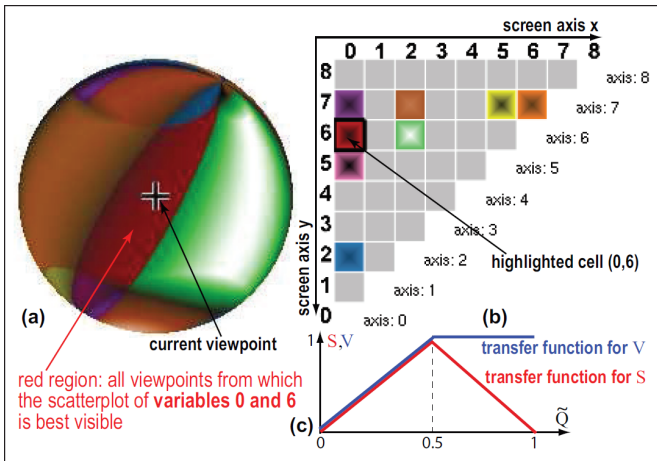 screen axis x
0 1 2 3 4 5 6 7 8
screen axis y
8 axis: 8
7 axis: 7
6 axis: 6
5 axis: 5
4 axis: 4
3 axis: 3
2 axis: 2
1 axis: 1
0 axis: 0
highlighted cell (0,6)
(a)
current viewpoint
red region: all viewpoints from which
the scatterplot of variables 0 and 6
is best visible
(b)
1 S,V
transfer function for V
transfer function for S
(c)
Q̃
0 0.5 1